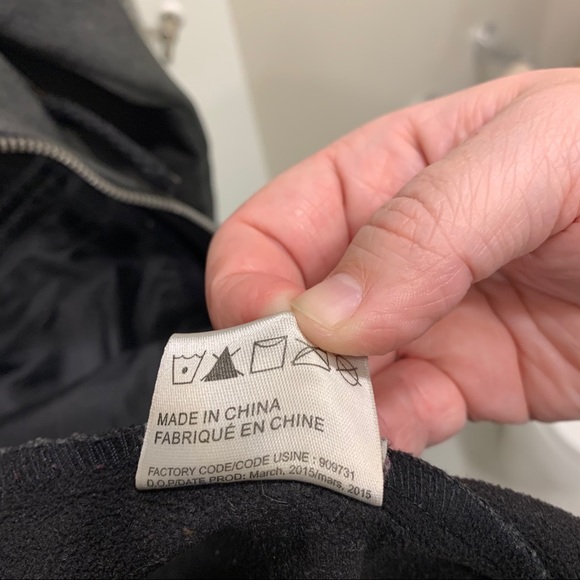 MADE IN CHINA
FABRIQUÉ EN CHINE
FACTORY CODE/CODE USINE : 909731
D.O.P/DATE PROD: March, 2015/mars, 2015